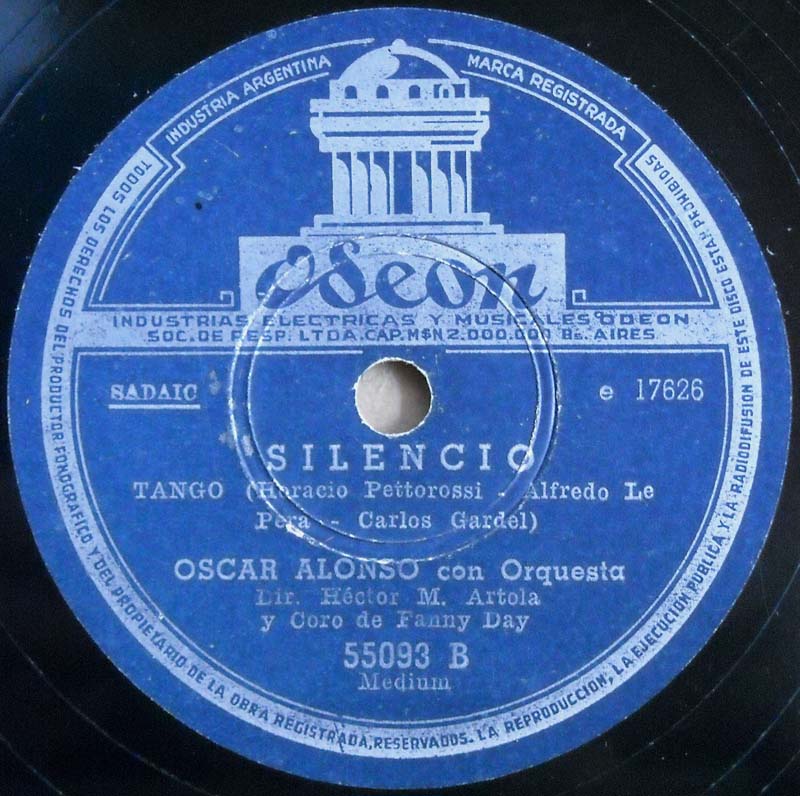 INDUSTRIA ARGENTINA
MARCA REGISTRADA
Odeon
INDUSTRIAS ELECTRICAS Y MUSICALES ODEON
SOC. DE RESP. LTDA. CAP. M$N 2.000.00 Bs. AIRES
SADAIC
e 17626
SILENCIO
TANGO (Horacio Pettorossi - Alfredo Le
Pera - Carlos Gardel)
OSCAR ALONSO con Orquesta
Dir. Héctor M. Artola
y Coro de Fanny Day
55093 B
Medium
TODOS LOS DERECHOS DEL PRODUCTOR FONOGRAFICO Y DEL PROPIETARIO DE LA OBRA REGISTRADA, RESERVADOS. LA REPRODUCCION, LA EJECUCION PUBLICA Y LA RADIODIFUSION DE ESTE DISCO ESTAN PROHIBIDAS